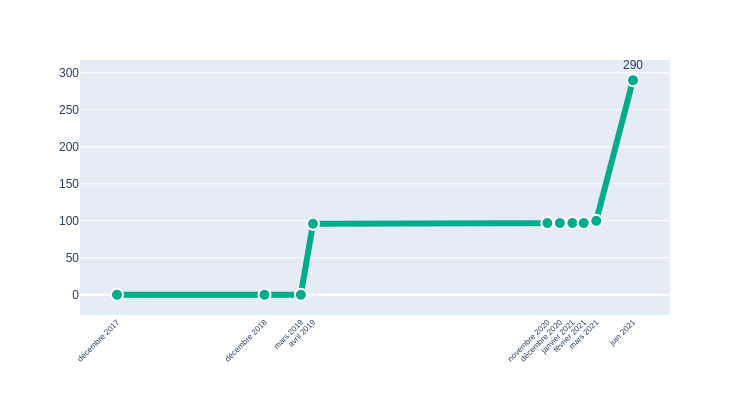 290
300
250
200
150
100
50
0
décembre 2017
décembre 2018
mars 2019
avril 2019
novembre 2020
décembre 2020
janvier 2021
février 2021
mars 2021
juin 2021